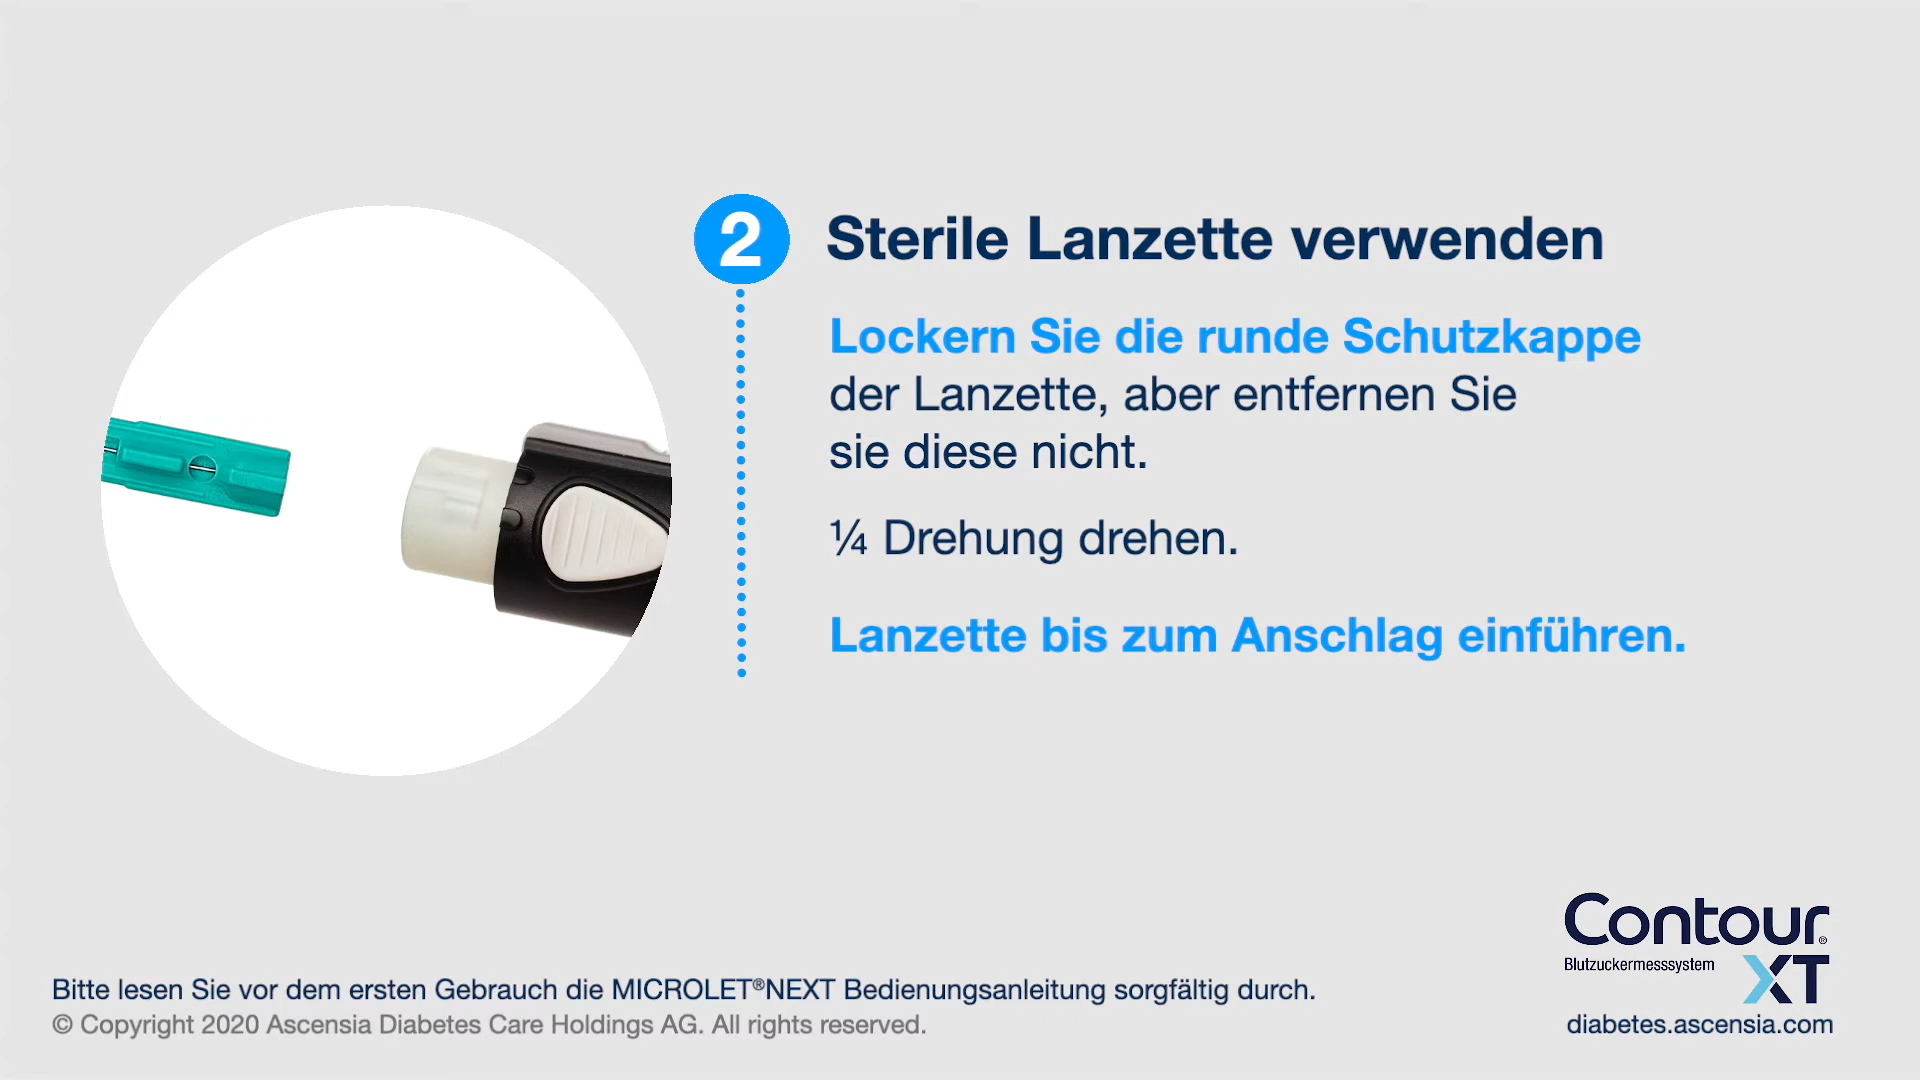 2 Sterile Lanzette verwenden
Lockern Sie die runde Schutzkappe
der Lanzette, aber entfernen Sie
sie diese nicht.
¼ Drehung drehen.
Lanzette bis zum Anschlag einführen.
Contour®
Blutzuckermesssystem XT
Bitte lesen Sie vor dem ersten Gebrauch die MICROLET®NEXT Bedienungsanleitung sorgfältig durch.
© Copyright 2020 Ascensia Diabetes Care Holdings AG. All rights reserved.
diabetes.ascensia.com